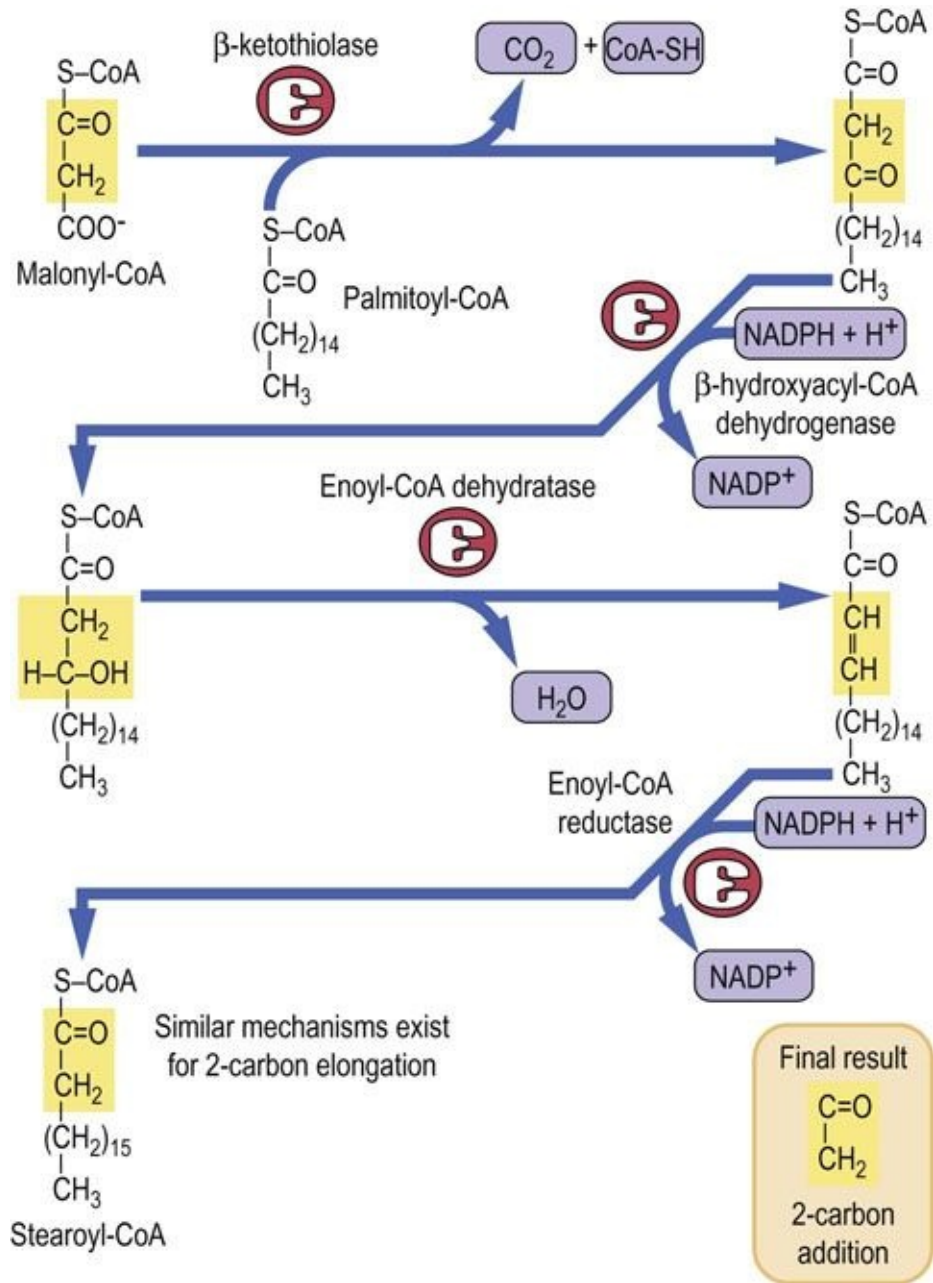 β-ketothiolase
CO₂ + CoA-SH
S–CoA
C=O
CH₂
COO⁻
Malonyl-CoA
S–CoA
C=O
(CH₂)₁₄
CH₃
Palmitoyl-CoA
S–CoA
C=O
CH₂
C=O
(CH₂)₁₄
CH₃
NADPH + H⁺
β-hydroxyacyl-CoA
dehydrogenase
NADP⁺
Enoyl-CoA dehydratase
S–CoA
C=O
CH₂
H–C–OH
(CH₂)₁₄
CH₃
H₂O
S–CoA
C=O
CH
CH
(CH₂)₁₄
CH₃
Enoyl-CoA
reductase
NADPH + H⁺
NADP⁺
S–CoA
C=O
CH₂
(CH₂)₁₅
CH₃
Stearoyl-CoA
Similar mechanisms exist
for 2-carbon elongation
Final result
C=O
CH₂
2-carbon
addition